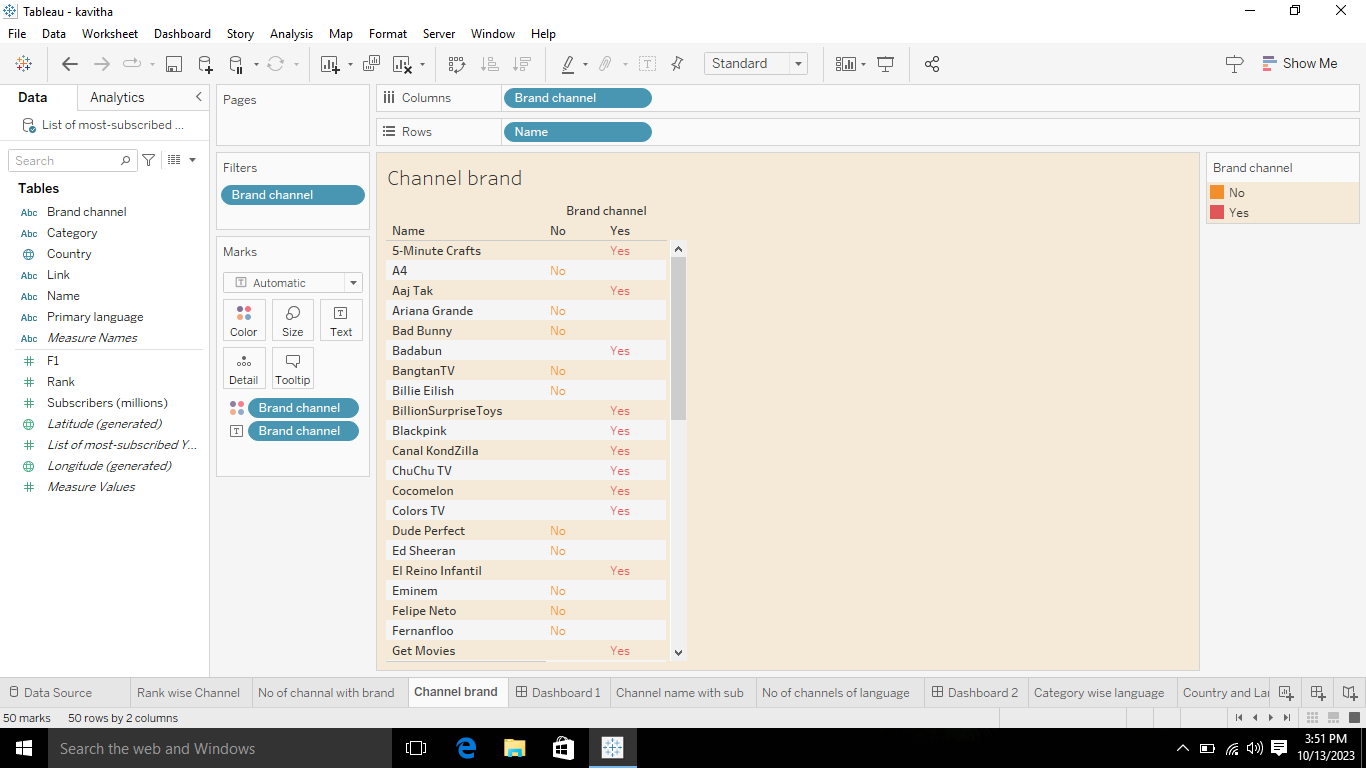 Tableau - kavitha
File Data Worksheet Dashboard Story Analysis Map Format Server Window Help
Standard
Show Me
Data
Analytics
List of most-subscribed ...
Search
Tables
Abc Brand channel
Abc Category
Country
Abc Link
Abc Name
Abc Primary language
Abc Measure Names
# F1
# Rank
# Subscribers (millions)
Latitude (generated)
# List of most-subscribed Y...
Longitude (generated)
# Measure Values
Pages
Filters
Brand channel
Marks
T Automatic
Color Size Text
Detail Tooltip
Brand channel
T Brand channel
Columns Brand channel
Rows Name
Channel brand
Brand channel
Name No Yes
5-Minute Crafts Yes
A4 No
Aaj Tak Yes
Ariana Grande No
Bad Bunny No
Badabun Yes
BangtanTV No
Billie Eilish No
BillionSurpriseToys Yes
Blackpink Yes
Canal KondZilla Yes
ChuChu TV Yes
Cocomelon Yes
Colors TV Yes
Dude Perfect No
Ed Sheeran No
El Reino Infantil Yes
Eminem No
Felipe Neto No
Fernanfloo No
Get Movies Yes
Brand channel
No
Yes
Data Source Rank wise Channel No of channal with brand Channel brand Dashboard 1 Channel name with sub No of channels of language Dashboard 2 Category wise language Country and Lar
50 marks 50 rows by 2 columns
Search the web and Windows
3:51 PM
10/13/2023